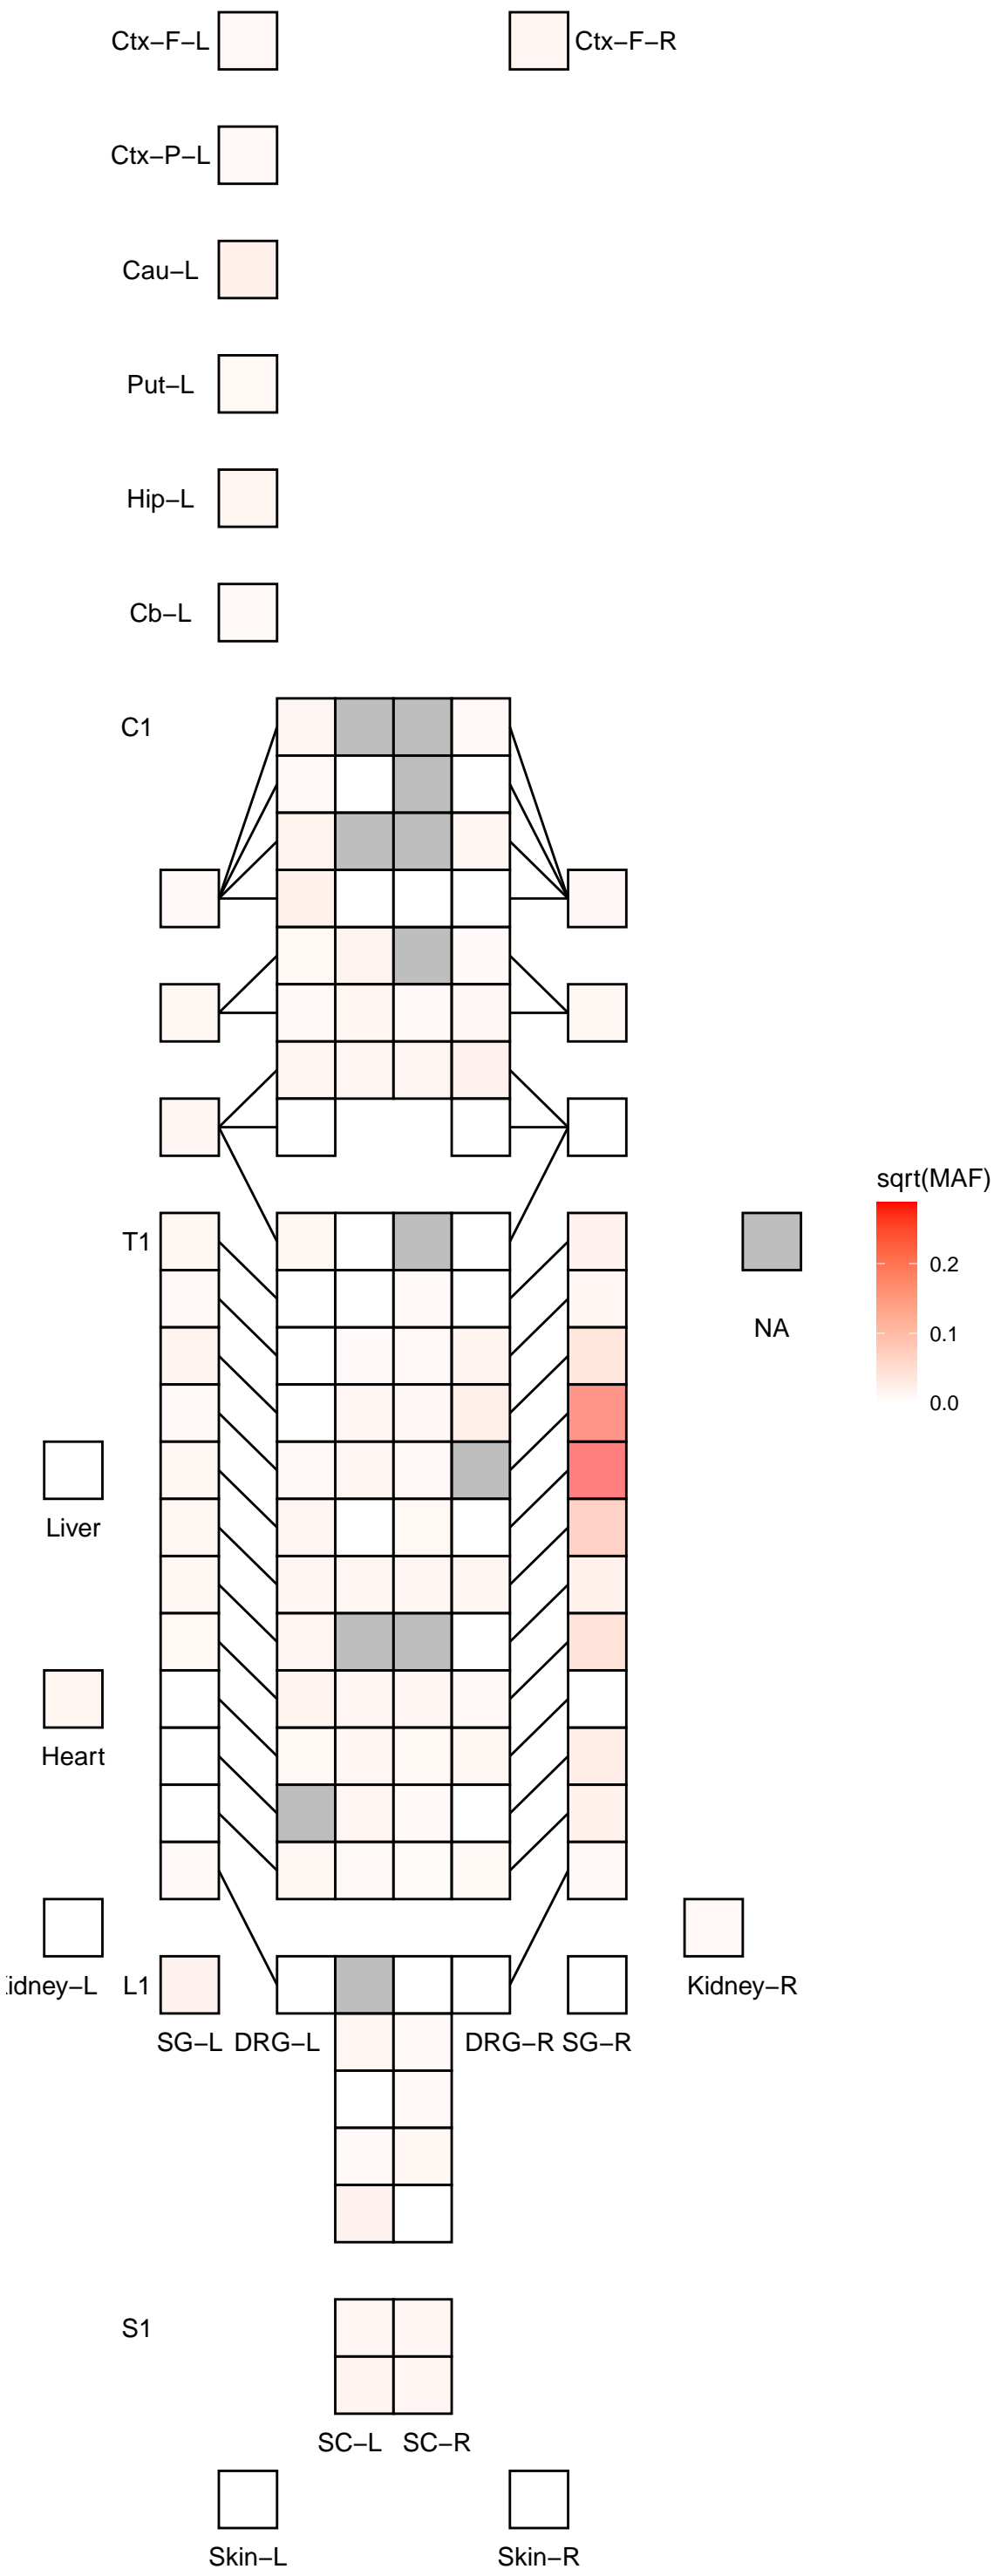 Ctx−F−L
Ctx−F−R
Ctx−P−L
Cau−L
Put−L
Hip−L
Cb−L
C1
sqrt(MAF)
T1
0.2
NA
0.1
0.0
Liver
Heart
idney−L
L1
Kidney−R
SG−L
DRG−L
DRG−R
SG−R
S1
SC−L
SC−R
Skin−L
Skin−R